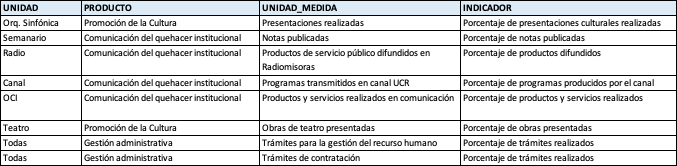 UNIDAD PRODUCTO UNIDAD_MEDIDA INDICADOR
Orq. Sinfónica Promoción de la Cultura Presentaciones realizadas Porcentaje de presentaciones culturales realizadas
Semanario Comunicación del quehacer institucional Notas publicadas Porcentaje de notas publicadas
Radio Comunicación del quehacer institucional Productos de servicio público difundidos en Porcentaje de productos difundidos
Radiomisoras
Canal Comunicación del quehacer institucional Programas transmitidos en canal UCR Porcentaje de programas producidos por el canal
OCI Comunicación del quehacer institucional Productos y servicios realizados en comunicación Porcentaje de productos y servicios realizados
Teatro Promoción de la Cultura Obras de teatro presentadas Porcentaje de obras presentadas
Todas Gestión administrativa Trámites para la gestión del recurso humano Porcentaje de trámites realizados
Todas Gestión administrativa Trámites de contratación Porcentaje de trámites realizados